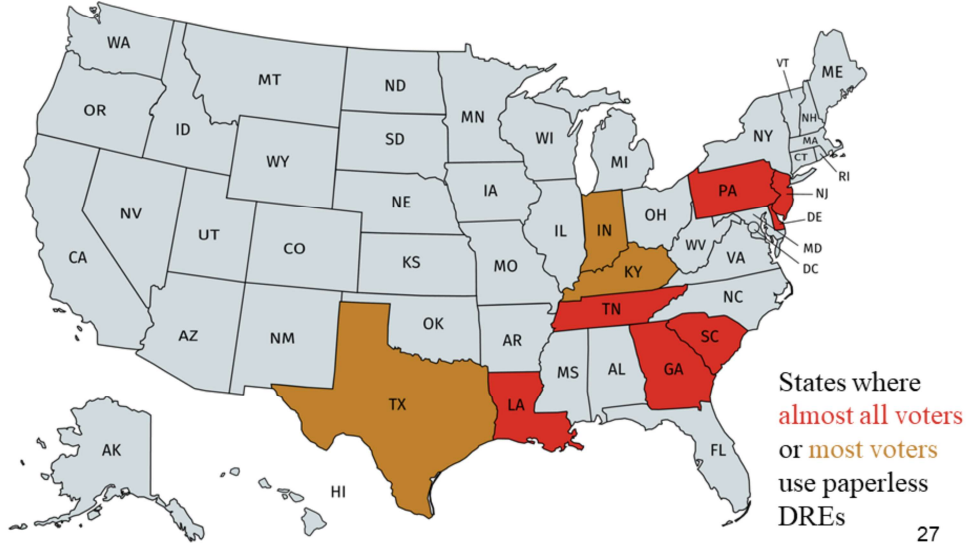 WA
MT
ND
MN
VT
ME
OR
ID
SD
WI
MI
NY
NH
MA
CT
RI
WY
IA
PA
NJ
NE
NV
UT
CO
IL
IN
OH
DE
MD
DC
CA
KS
MO
WV
VA
KY
NC
AZ
NM
OK
AR
TN
SC
MS
AL
GA
TX
LA
FL
AK
HI
States where
almost all voters
or most voters
use paperless
DREs
27